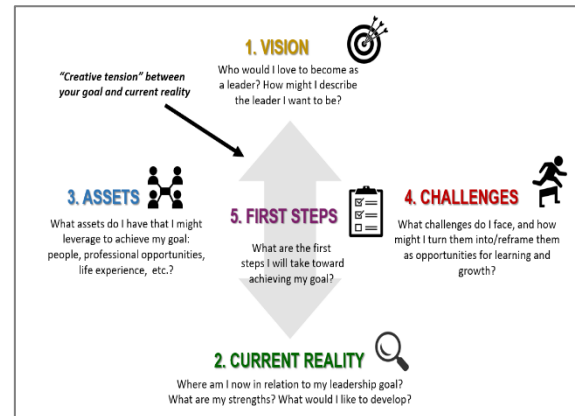 1. VISION
Who would I love to become as
a leader? How might I describe
the leader I want to be?
“Creative tension” between
your goal and current reality
3. ASSETS
What assets do I have that I might
leverage to achieve my goal:
people, professional opportunities,
life experience, etc.?
5. FIRST STEPS
What are the first
steps I will take toward
achieving my goal?
4. CHALLENGES
What challenges do I face, and how
might I turn them into/reframe them
as opportunities for learning and
growth?
2. CURRENT REALITY
Where am I now in relation to my leadership goal?
What are my strengths? What would I like to develop?